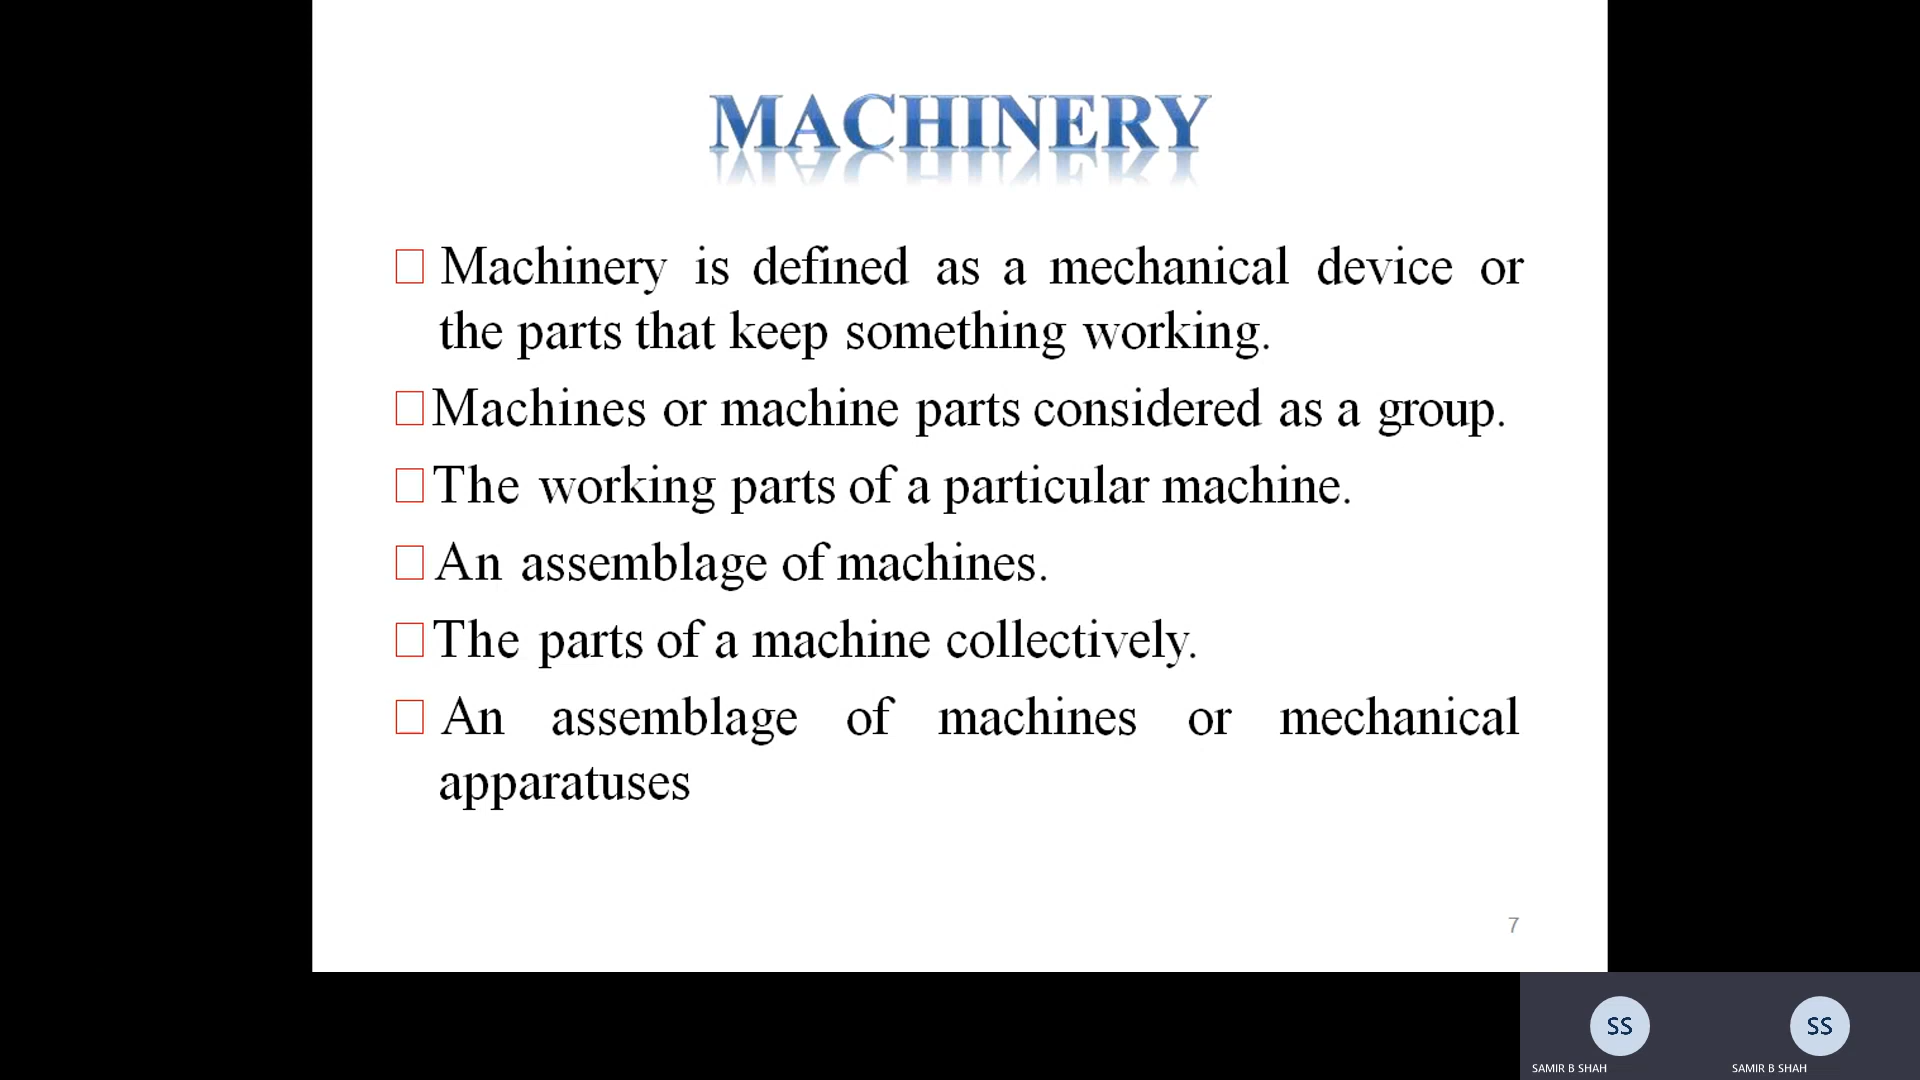 MACHINERY
Machinery is defined as a mechanical device or
the parts that keep something working.
Machines or machine parts considered as a group.
The working parts of a particular machine.
An assemblage of machines.
The parts of a machine collectively.
An assemblage of machines or mechanical
apparatuses
7
SS
SS
SAMIR B SHAH
SAMIR B SHAH